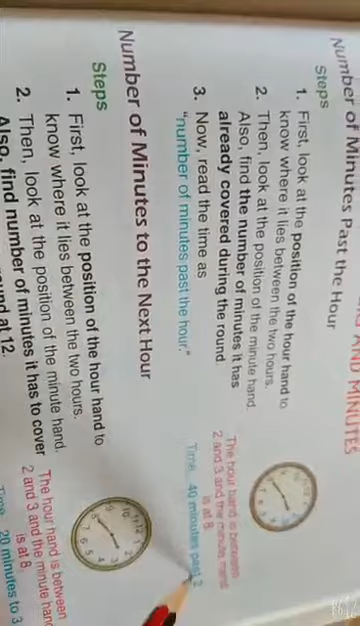 AND MINUTES
Number of Minutes Past the Hour
Steps
1. First, look at the position of the hour hand to
know where it lies between the two hours.
2. Then, look at the position of the minute hand.
Also, find the number of minutes it has
already covered during the round.
3. Now, read the time as
"number of minutes past the hour."
The hour hand is between
2 and 3 and the minute hand
is at 8.
Time: 40 minutes past 2
Number of Minutes to the Next Hour
Steps
1. First, look at the position of the hour hand to
know where it lies between the two hours.
2. Then, look at the position of the minute hand.
Also, find number of minutes it has to cover
at 12.
The hour hand is between
2 and 3 and the minute hand
is at 8.
Time: 20 minutes to 3